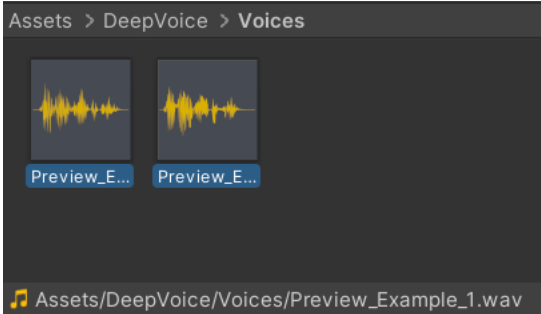 Assets > DeepVoice > Voices
Preview_E... Preview_E...
Assets/DeepVoice/Voices/Preview_Example_1.wav